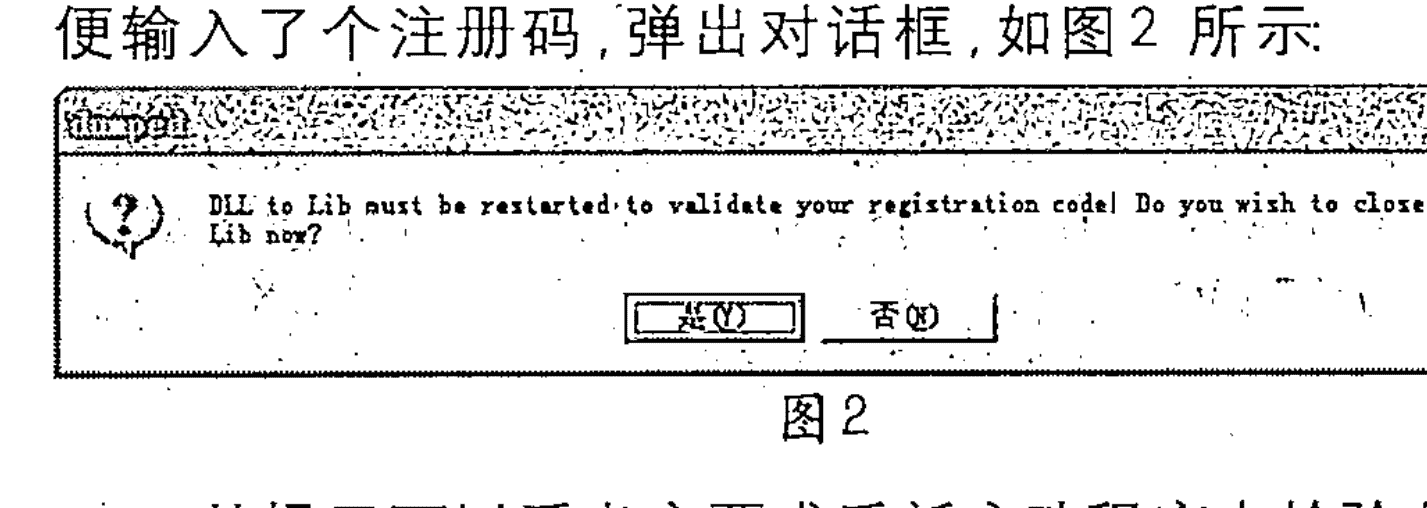 便输入了个注册码,弹出对话框,如图2 所示:
DLL to Lib must be restarted to validate your registration code! Do you wish to close
Lib now?
是(Y) 否(N)
图2